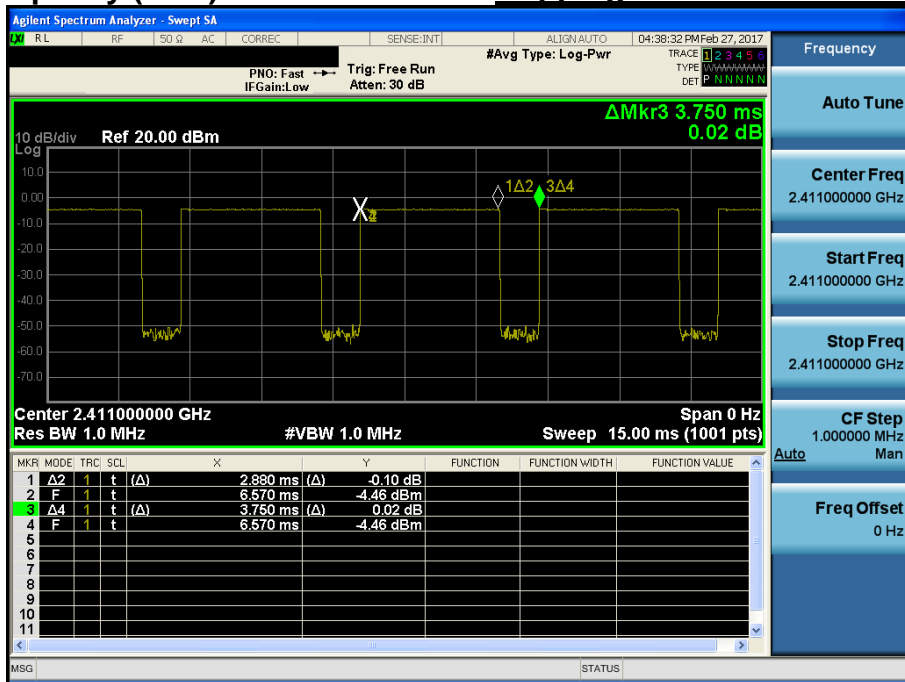 Agilent Spectrum Analyzer - Swept SA
LXI RL RF 50 Ω AC CORREC SENSE:INT ALIGNAUTO 04:38:32 PM Feb 27, 2017
#Avg Type: Log-Pwr TRACE 1 2 3 4 5 6
PNO: Fast Trig: Free Run TYPE WWWWWW
IFGain:Low Atten: 30 dB DET P N N N N N
ΔMkr3 3.750 ms
0.02 dB
10 dB/div Ref 20.00 dBm
Log
10.0
0.00
-10.0
-20.0
-30.0
-40.0
-50.0
-60.0
-70.0
1Δ2 3Δ4
X
Center 2.411000000 GHz Span 0 Hz
Res BW 1.0 MHz #VBW 1.0 MHz Sweep 15.00 ms (1001 pts)
MKR MODE TRC SCL X Y FUNCTION FUNCTION WIDTH FUNCTION VALUE
1 Δ2 1 t (Δ) 2.880 ms (Δ) -0.10 dB
2 F 1 t 6.570 ms -4.46 dBm
3 Δ4 1 t (Δ) 3.750 ms (Δ) 0.02 dB
4 F 1 t 6.570 ms -4.46 dBm
5
6
7
8
9
10
11
MSG STATUS
Frequency
Auto Tune
Center Freq
2.411000000 GHz
Start Freq
2.411000000 GHz
Stop Freq
2.411000000 GHz
CF Step
1.000000 MHz
Auto Man
Freq Offset
0 Hz